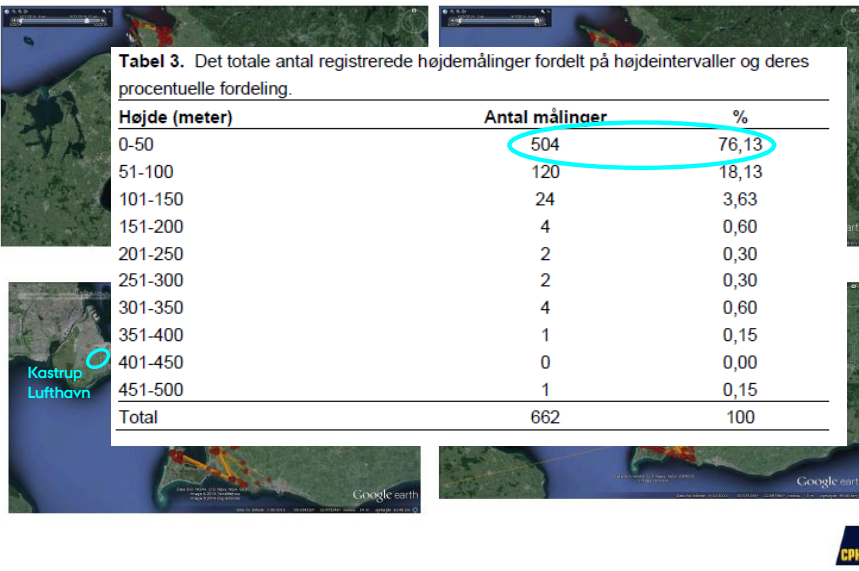 Tabel 3. Det totale antal registrerede højdemålinger fordelt på højdeintervaller og deres
procentuelle fordeling.
Højde (meter) Antal målinger %
0-50 504 76,13
51-100 120 18,13
101-150 24 3,63
151-200 4 0,60
201-250 2 0,30
251-300 2 0,30
301-350 4 0,60
351-400 1 0,15
401-450 0 0,00
451-500 1 0,15
Total 662 100
Kastrup
Lufthavn
Google earth
Google eart
CPH